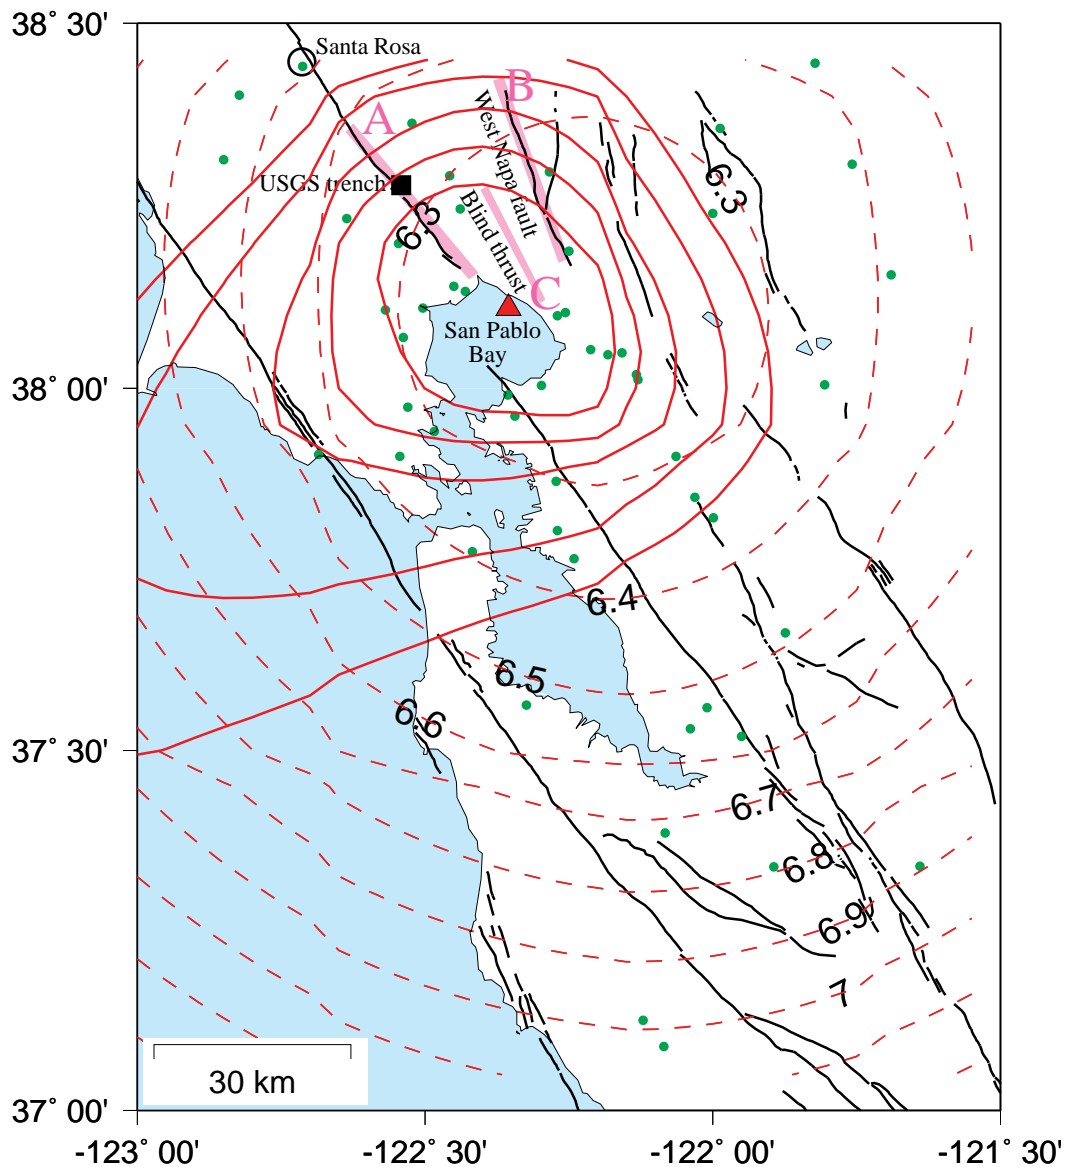 38° 30'
Santa Rosa
A
B
West Napa fault
USGS trench
6.3
Blind thrust
6.3
C
San Pablo
Bay
38° 00'
6.4
6.5
6.6
37° 30'
6.7
6.8
6.9
7
30 km
37° 00'
-123° 00'
-122° 30'
-122° 00'
-121° 30'